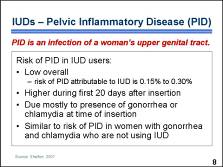 IUDs – Pelvic Inflammatory Disease (PID)
PID is an infection of a woman's upper genital tract.
Risk of PID in IUD users:
• Low overall
– risk of PID attributable to IUD is 0.15% to 0.30%
• Higher during first 20 days after insertion
• Due mostly to presence of gonorrhea or
chlamydia at time of insertion
• Similar to risk of PID in women with gonorrhea
and chlamydia who are not using IUD
Source: Shelton, 2001.
8